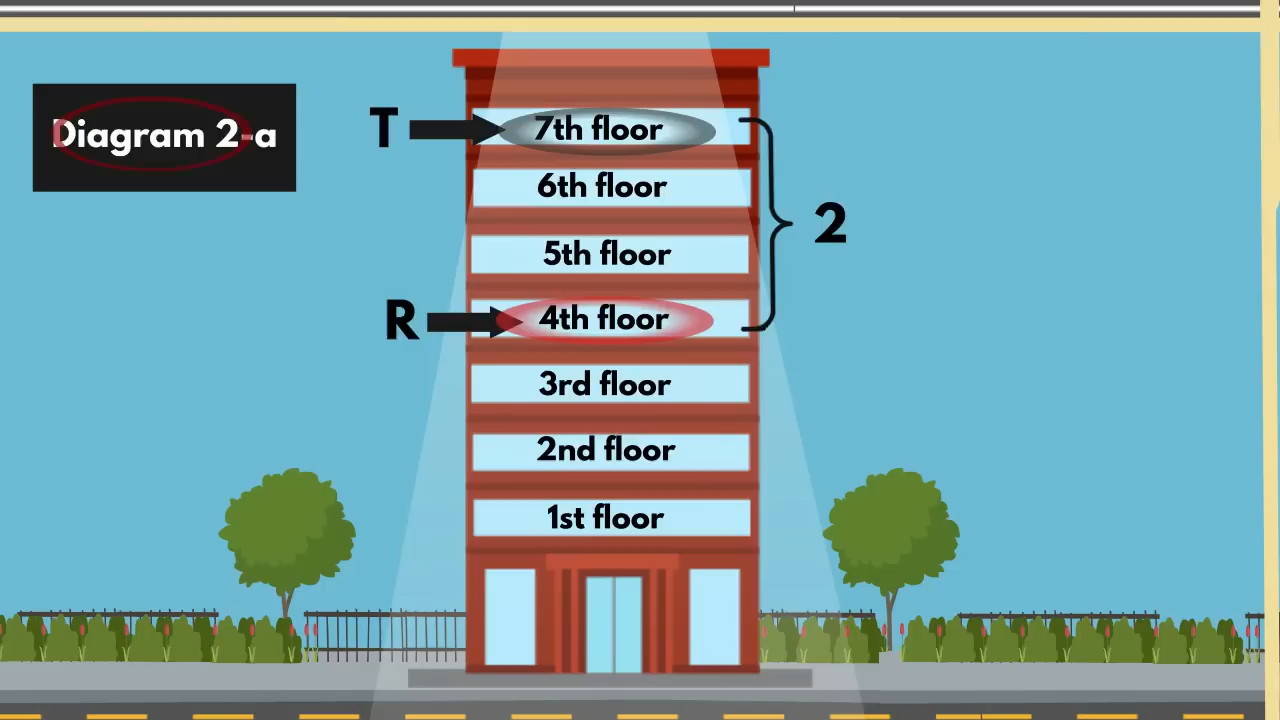 Diagram 2-a
T
7th floor
6th floor
5th floor
2
R
4th floor
3rd floor
2nd floor
1st floor